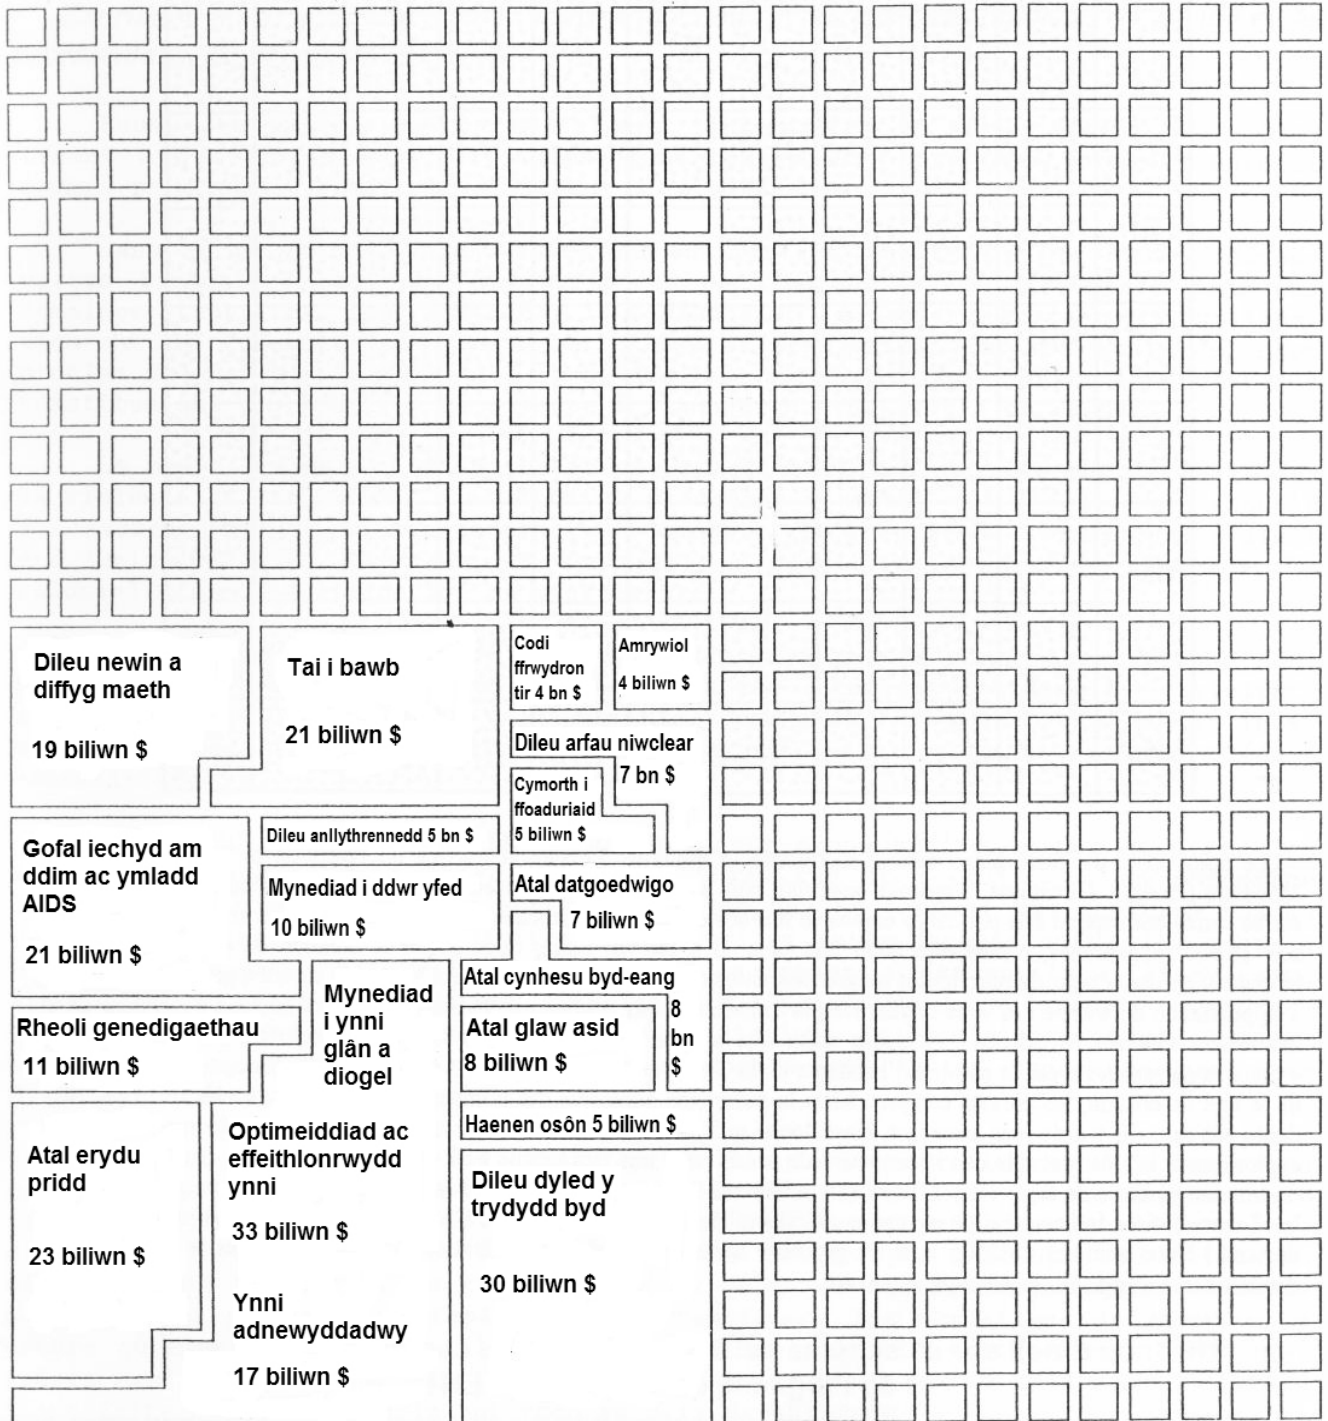 Dileu newin a
diffyg maeth
19 biliwn $
Tai i bawb
21 biliwn $
Codi
ffrwydron
tir 4 bn $
Amrywiol
4 biliwn $
Dileu arfau niwclear
7 bn $
Cymorth i
ffoaduriaid
5 biliwn $
Gofal iechyd am
ddim ac ymladd
AIDS
21 biliwn $
Dileu anllythrennedd 5 bn $
Mynediad i ddwr yfed
10 biliwn $
Atal datgoedwigo
7 biliwn $
Atal cynhesu byd-eang
8
bn
$
Rheoli genedigaethau
11 biliwn $
Mynediad
i ynni
glân a
diogel
Atal glaw asid
8 biliwn $
Haenen osôn 5 biliwn $
Atal erydu
pridd
23 biliwn $
Optimeiddiad ac
effeithlonrwydd
ynni
33 biliwn $
Ynni
adnewyddadwy
17 biliwn $
Dileu dyled y
trydydd byd
30 biliwn $